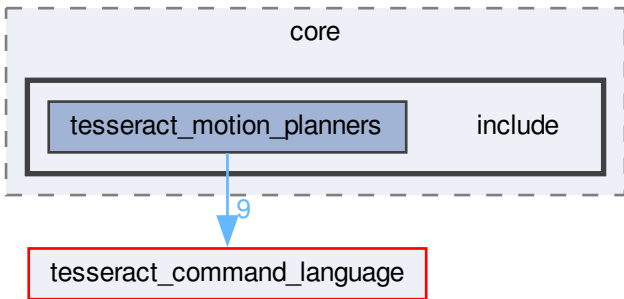 core
tesseract_motion_planners
include
9
tesseract_command_language